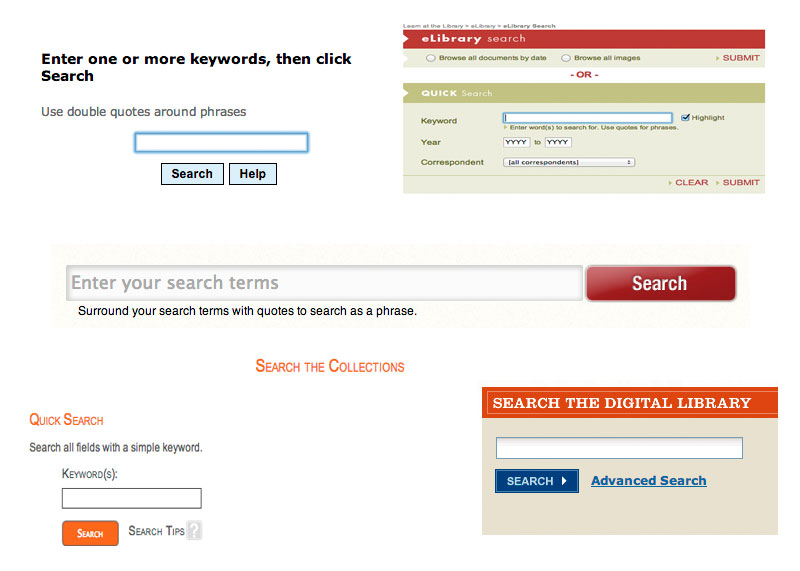 Enter one or more keywords, then click
Search
Use double quotes around phrases
Search Help
Learn at the Library > eLibrary > eLibrary Search
eLibrary search
Browse all documents by date Browse all images SUBMIT
- OR -
QUICK Search
Keyword Highlight
Enter word(s) to search for. Use quotes for phrases.
Year YYYY to YYYY
Correspondent (all correspondents)
CLEAR SUBMIT
Enter your search terms Search
Surround your search terms with quotes to search as a phrase.
SEARCH THE COLLECTIONS
QUICK SEARCH
Search all fields with a simple keyword.
KEYWORD(S):
SEARCH SEARCH TIPS ?
SEARCH THE DIGITAL LIBRARY
SEARCH Advanced Search